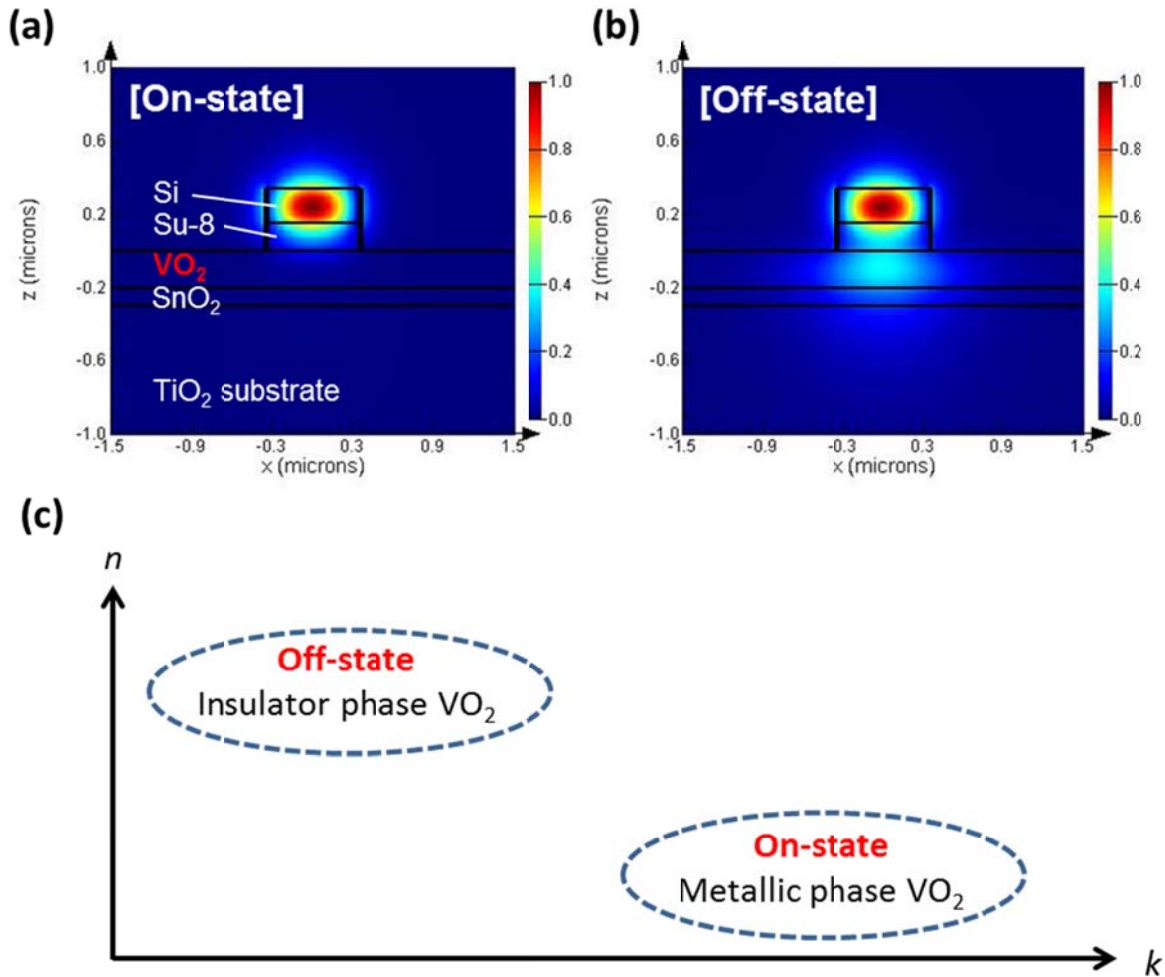 (a)
(b)
[On-state]
Si
Su-8
VO₂
SnO₂
TiO₂ substrate
1.0
0.6
0.2
-0.2
-0.6
-1.0
z (microns)
-1.5 -0.9 -0.3 0.3 0.9 1.5
x (microns)
1.0
0.8
0.6
0.4
0.2
0.0
[Off-state]
1.0
0.6
0.2
-0.2
-0.6
-1.0
z (microns)
-1.5 -0.9 -0.3 0.3 0.9 1.5
x (microns)
1.0
0.8
0.6
0.4
0.2
0.0
(c)
n
Off-state
Insulator phase VO₂
On-state
Metallic phase VO₂
k